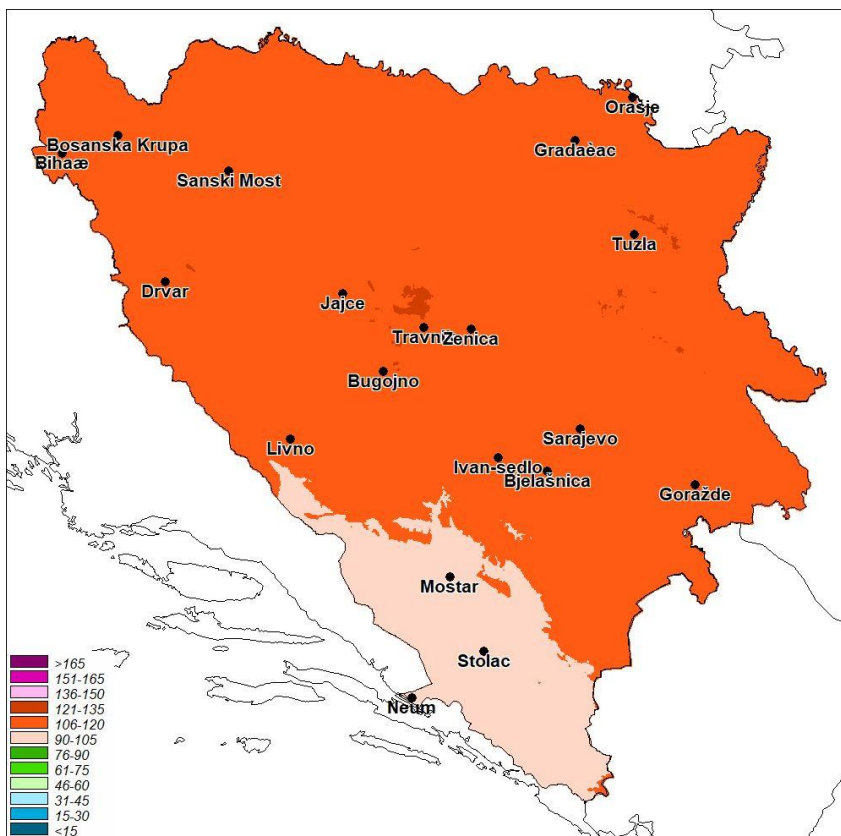 Orašje
Bosanska Krupa
Gradaèac
Bihaæ
Sanski Most
Tuzla
Drvar
Jajce
Zenica
Bugojno
Sarajevo
Livno
Ivan-sedlo
Bjelašnica
Goražde
Mostar
Stolac
Neum
>165
151-165
136-150
121-135
106-120
90-105
76-90
61-75
46-60
31-45
15-30
<15